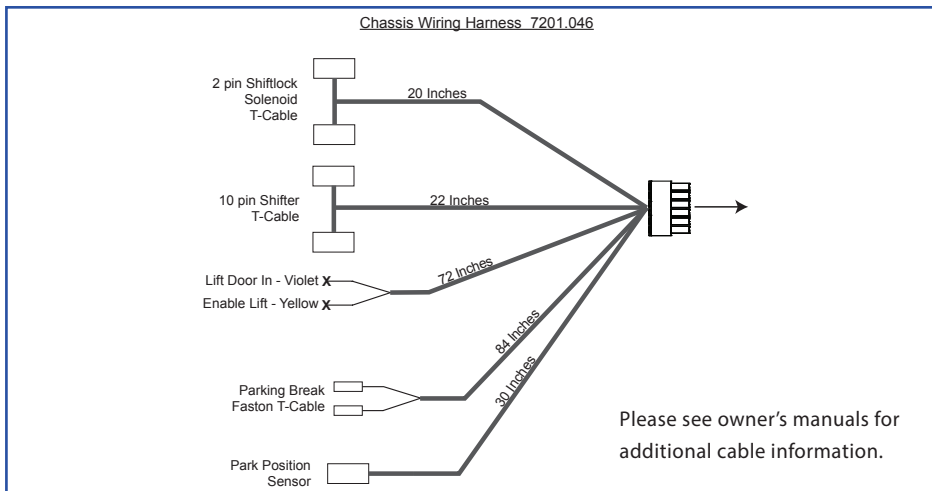 Chassis Wiring Harness 7201.046
2 pin Shiftlock
Solenoid
T-Cable
20 Inches
10 pin Shifter
T-Cable
22 Inches
Lift Door In - Violet X
Enable Lift - Yellow X
72 Inches
Parking Break
Faston T-Cable
84 Inches
Park Position
Sensor
30 Inches
Please see owner's manuals for
additional cable information.